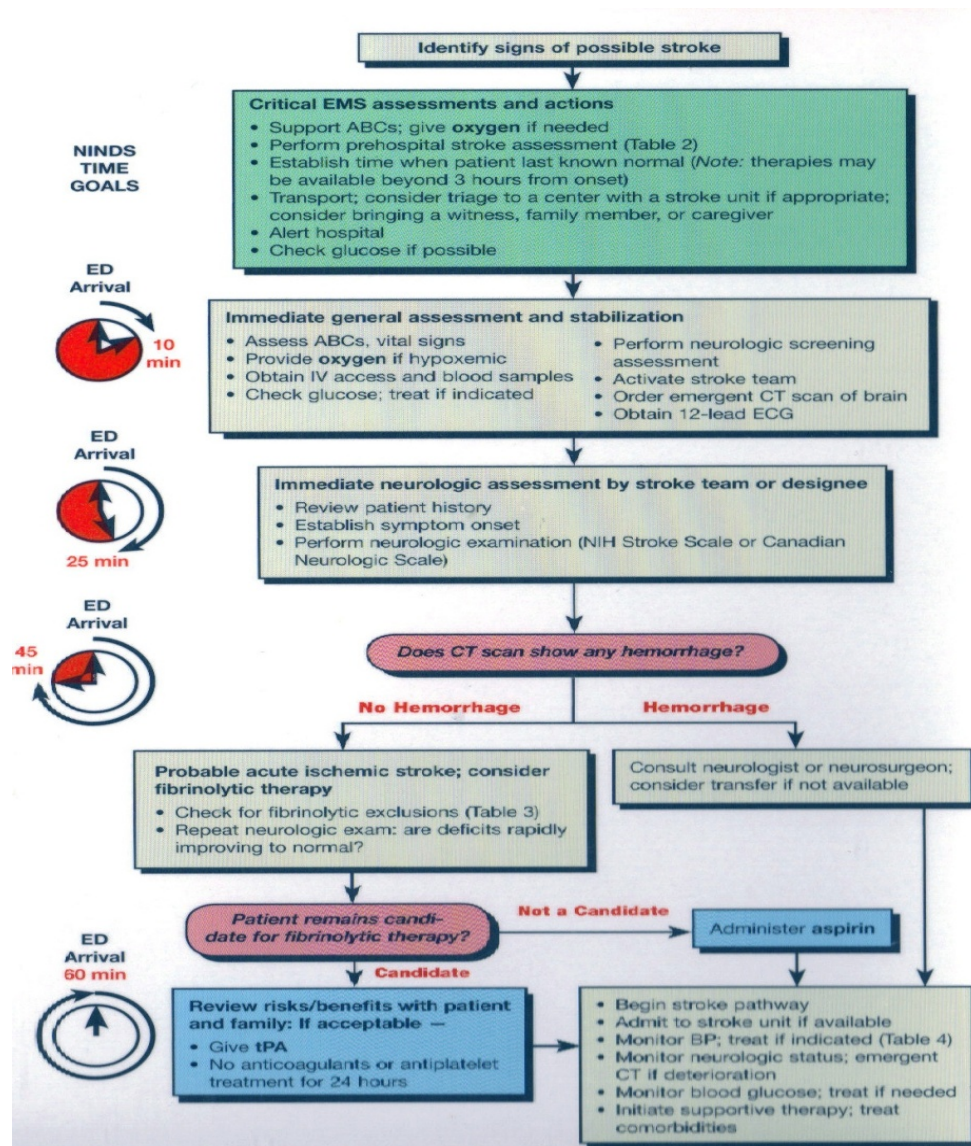 Identify signs of possible stroke
Critical EMS assessments and actions
• Support ABCs; give oxygen if needed
• Perform prehospital stroke assessment (Table 2)
• Establish time when patient last known normal (Note: therapies may
be available beyond 3 hours from onset)
• Transport; consider triage to a center with a stroke unit if appropriate;
consider bringing a witness, family member, or caregiver
• Alert hospital
• Check glucose if possible
NINDS
TIME
GOALS
ED
Arrival
10
min
Immediate general assessment and stabilization
• Assess ABCs, vital signs
• Provide oxygen if hypoxemic
• Obtain IV access and blood samples
• Check glucose; treat if indicated
• Perform neurologic screening
assessment
• Activate stroke team
• Order emergent CT scan of brain
• Obtain 12-lead ECG
ED
Arrival
25 min
Immediate neurologic assessment by stroke team or designee
• Review patient history
• Establish symptom onset
• Perform neurologic examination (NIH Stroke Scale or Canadian
Neurologic Scale)
ED
Arrival
45
min
Does CT scan show any hemorrhage?
No Hemorrhage
Hemorrhage
Probable acute ischemic stroke; consider
fibrinolytic therapy
• Check for fibrinolytic exclusions (Table 3)
• Repeat neurologic exam: are deficits rapidly
improving to normal?
Consult neurologist or neurosurgeon;
consider transfer if not available
Patient remains candi-
date for fibrinolytic therapy?
Not a Candidate
Administer aspirin
Candidate
ED
Arrival
60 min
Review risks/benefits with patient
and family: If acceptable —
• Give tPA
• No anticoagulants or antiplatelet
treatment for 24 hours
• Begin stroke pathway
• Admit to stroke unit if available
• Monitor BP; treat if indicated (Table 4)
• Monitor neurologic status; emergent
CT if deterioration
• Monitor blood glucose; treat if needed
• Initiate supportive therapy; treat
comorbidities